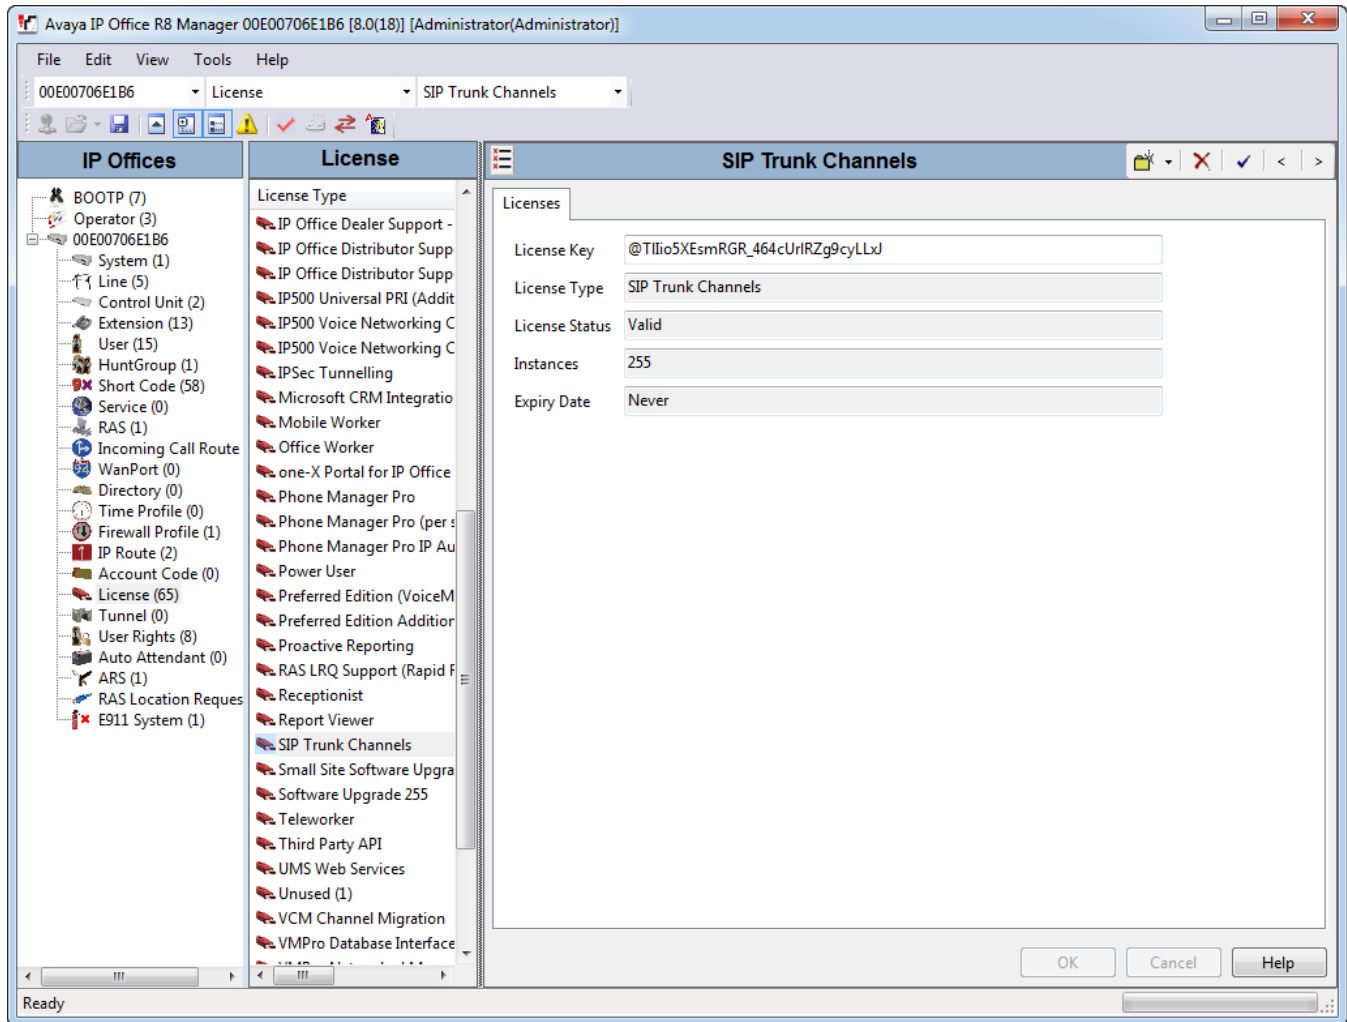 Avaya IP Office R8 Manager 00E00706E1B6 [8.0(18)] [Administrator(Administrator)]
File Edit View Tools Help
00E00706E1B6 License SIP Trunk Channels
IP Offices
BOOTP (7)
Operator (3)
00E00706E1B6
System (1)
Line (5)
Control Unit (2)
Extension (13)
User (15)
HuntGroup (1)
Short Code (58)
Service (0)
RAS (1)
Incoming Call Route
WanPort (0)
Directory (0)
Time Profile (0)
Firewall Profile (1)
IP Route (2)
Account Code (0)
License (65)
Tunnel (0)
User Rights (8)
Auto Attendant (0)
ARS (1)
RAS Location Reques
E911 System (1)
License
License Type
IP Office Dealer Support -
IP Office Distributor Supp
IP Office Distributor Supp
IP500 Universal PRI (Addit
IP500 Voice Networking C
IP500 Voice Networking C
IPSec Tunnelling
Microsoft CRM Integratio
Mobile Worker
Office Worker
one-X Portal for IP Office
Phone Manager Pro
Phone Manager Pro (per s
Phone Manager Pro IP Au
Power User
Preferred Edition (VoiceM
Preferred Edition Addition
Proactive Reporting
RAS LRQ Support (Rapid F
Receptionist
Report Viewer
SIP Trunk Channels
Small Site Software Upgra
Software Upgrade 255
Teleworker
Third Party API
UMS Web Services
Unused (1)
VCM Channel Migration
VMPro Database Interface
SIP Trunk Channels
Licenses
License Key @TIIio5XEsmRGR_464cUrIRZg9cyLLxJ
License Type SIP Trunk Channels
License Status Valid
Instances 255
Expiry Date Never
OK Cancel Help
Ready